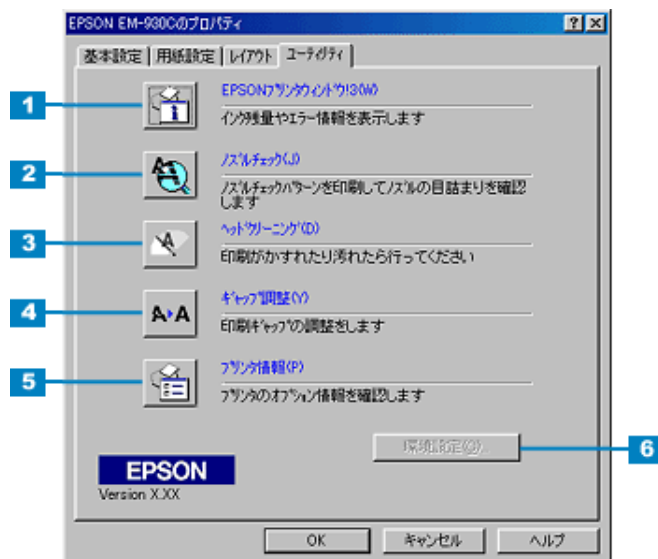 EPSON EM-930Cのプロパティ
基本設定 用紙設定 レイアウト ユーティリティ
1
EPSONプリンタウィンドウ!3(W)
インク残量やエラー情報を表示します
2
ノズルチェック(J)
ノズルチェックパターンを印刷してノズルの目詰まりを確認
します
3
ヘッドクリーニング(D)
印刷がかすれたり汚れたら行ってください
4
A▸A
ギャップ調整(Y)
印刷ギャップの調整をします
5
プリンタ情報(P)
プリンタのオプション情報を確認します
環境設定(O)...
6
EPSON
Version X.XX
OK キャンセル ヘルプ